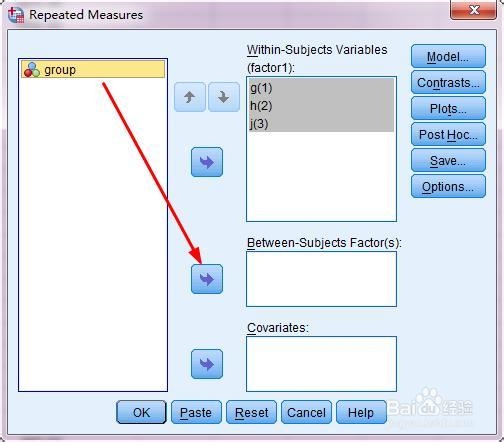 Repeated Measures
group
Within-Subjects Variables
(factor1):
g(1)
h(2)
j(3)
Between-Subjects Factor(s):
Covariates:
Model...
Contrasts...
Plots...
Post Hoc...
Save...
Options...
OK
Paste
Reset
Cancel
Help
Baidu 经验